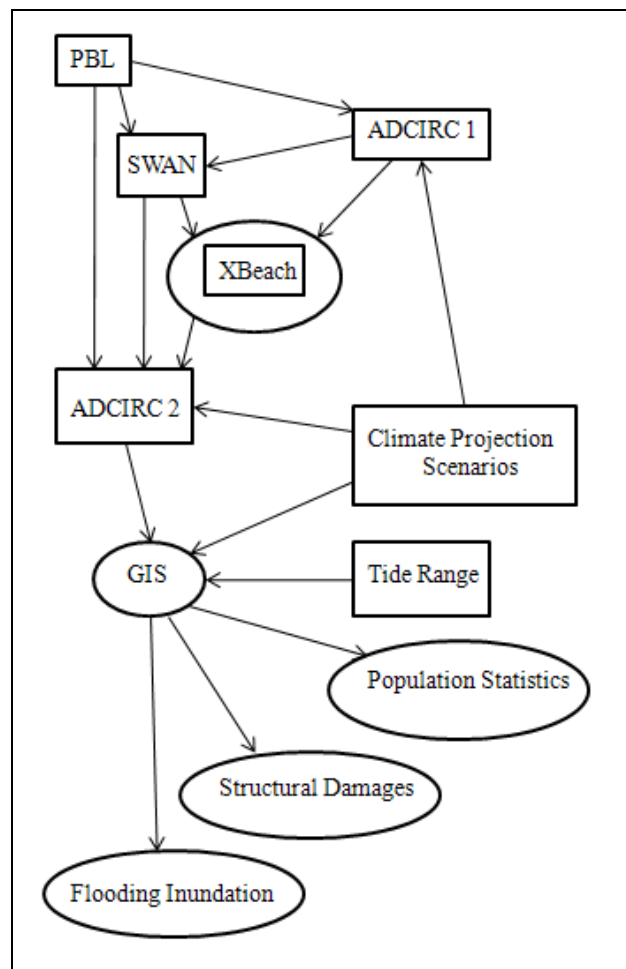 PBL
ADCIRC 1
SWAN
XBeach
ADCIRC 2
Climate Projection
Scenarios
GIS
Tide Range
Population Statistics
Structural Damages
Flooding Inundation